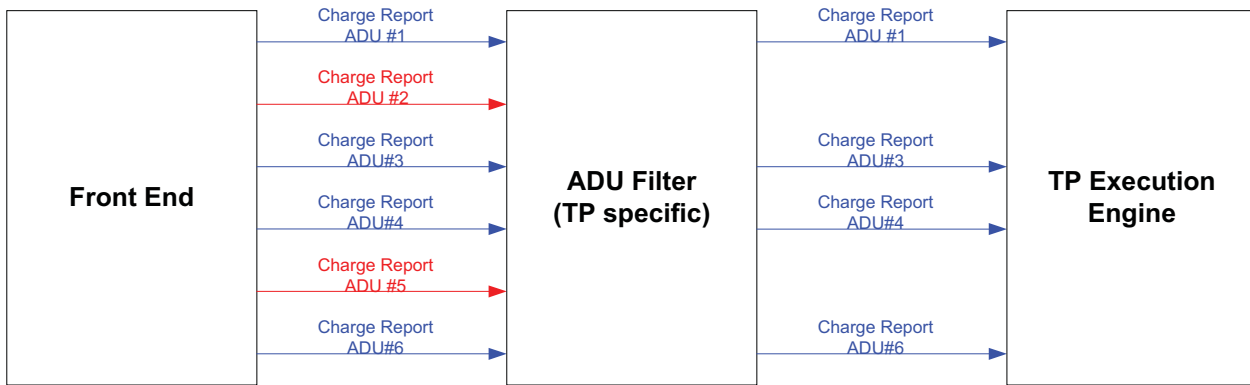 Front End
Charge Report
ADU #1
Charge Report
ADU #2
Charge Report
ADU#3
Charge Report
ADU#4
Charge Report
ADU #5
Charge Report
ADU#6
ADU Filter
(TP specific)
Charge Report
ADU #1
Charge Report
ADU#3
Charge Report
ADU#4
Charge Report
ADU#6
TP Execution
Engine